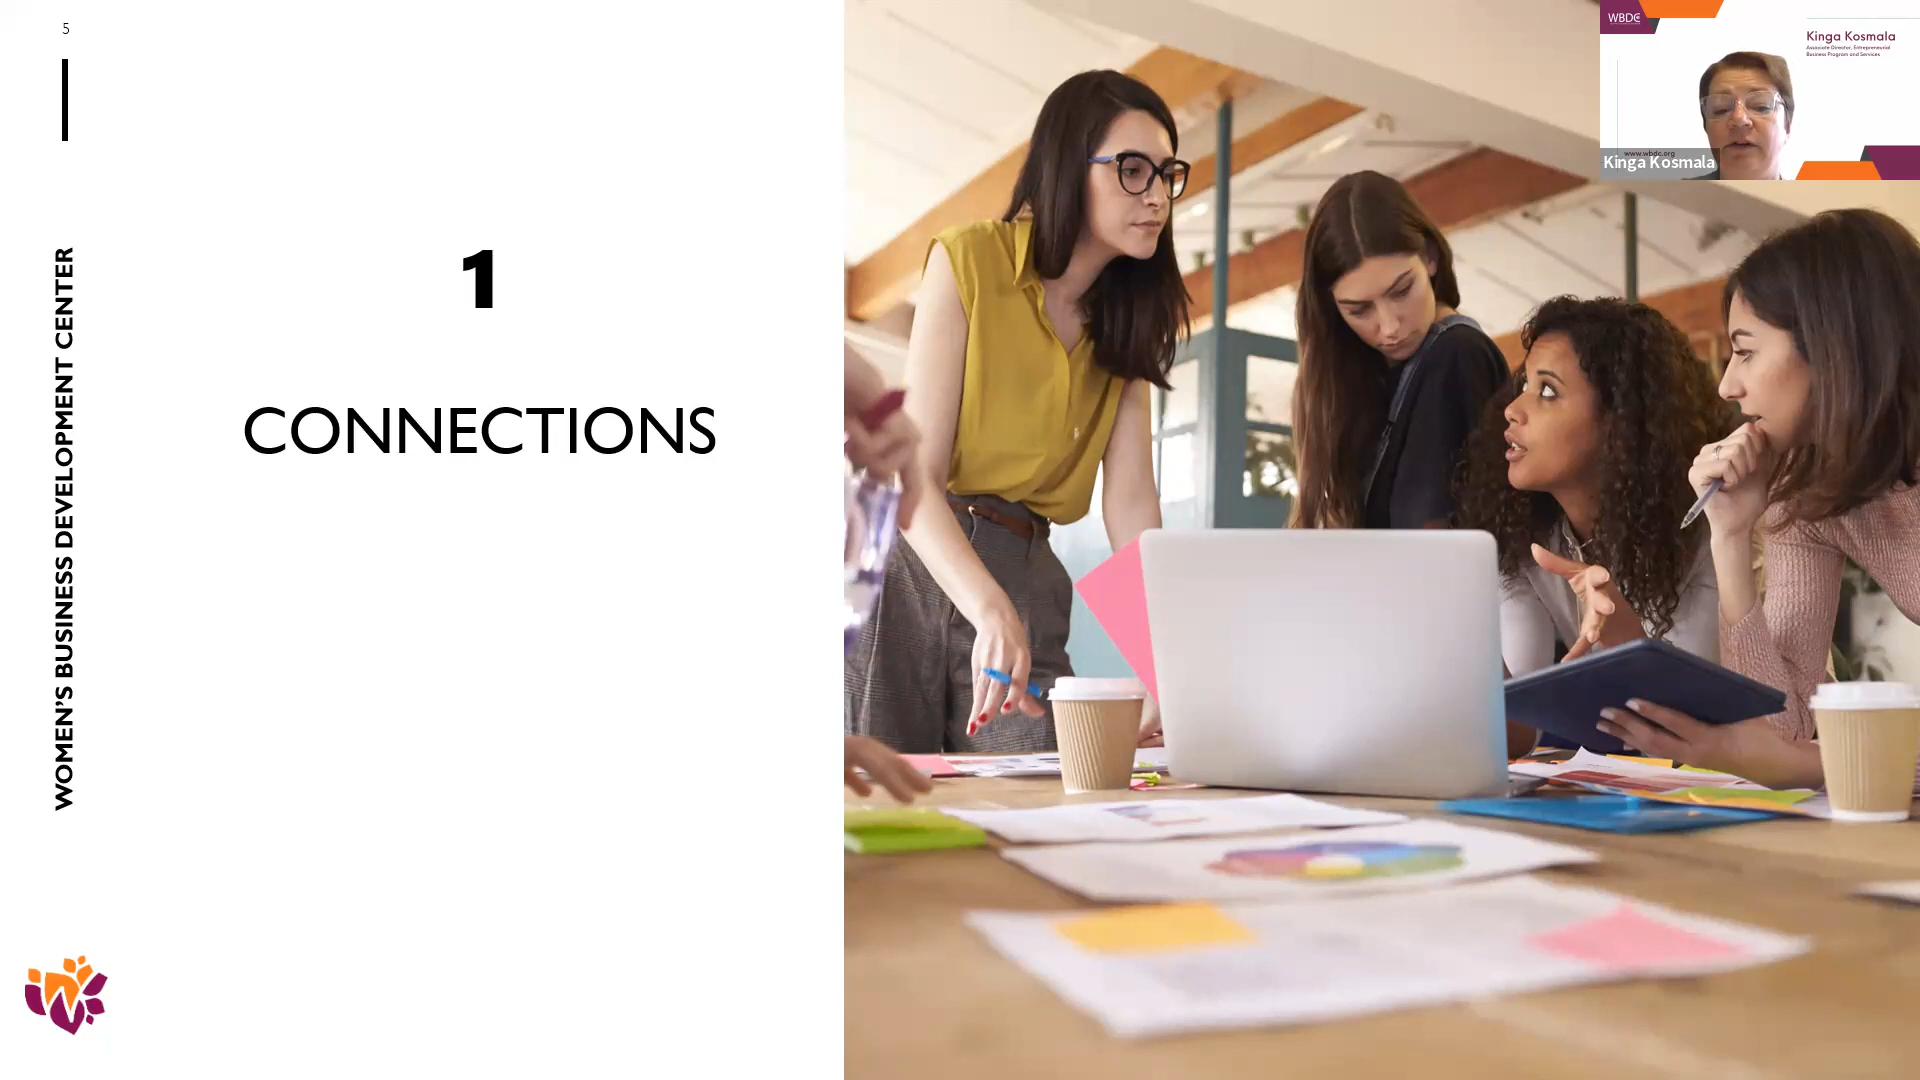 5
WOMEN'S BUSINESS DEVELOPMENT CENTER
1
CONNECTIONS
WBDC
Kinga Kosmala
Associate Director, Entrepreneurial
Business Program and Services
www.wbdc.org
Kinga Kosmala